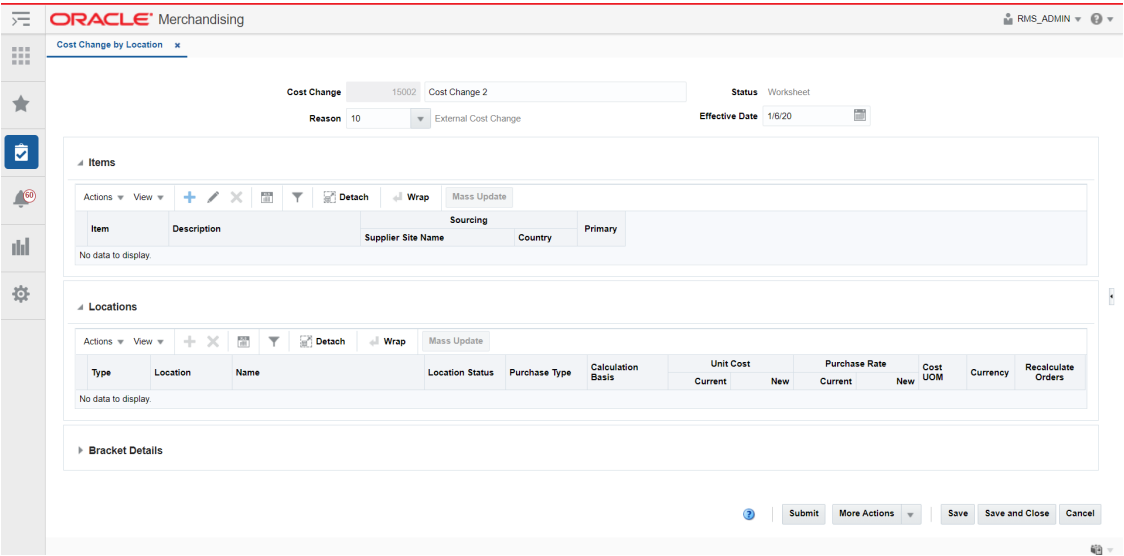 ORACLE® Merchandising RMS_ADMIN
Cost Change by Location x
Cost Change 15002 Cost Change 2 Status Worksheet
Reason 10 External Cost Change Effective Date 1/6/20
Items
60
Actions View Detach Wrap Mass Update
Sourcing
Item Description Supplier Site Name Country Primary
No data to display.
Locations
Actions View Detach Wrap Mass Update
Type Location Name Location Status Purchase Type Calculation Basis Unit Cost Current New Purchase Rate Current New Cost UOM Currency Recalculate Orders
No data to display.
Bracket Details
Submit More Actions Save Save and Close Cancel